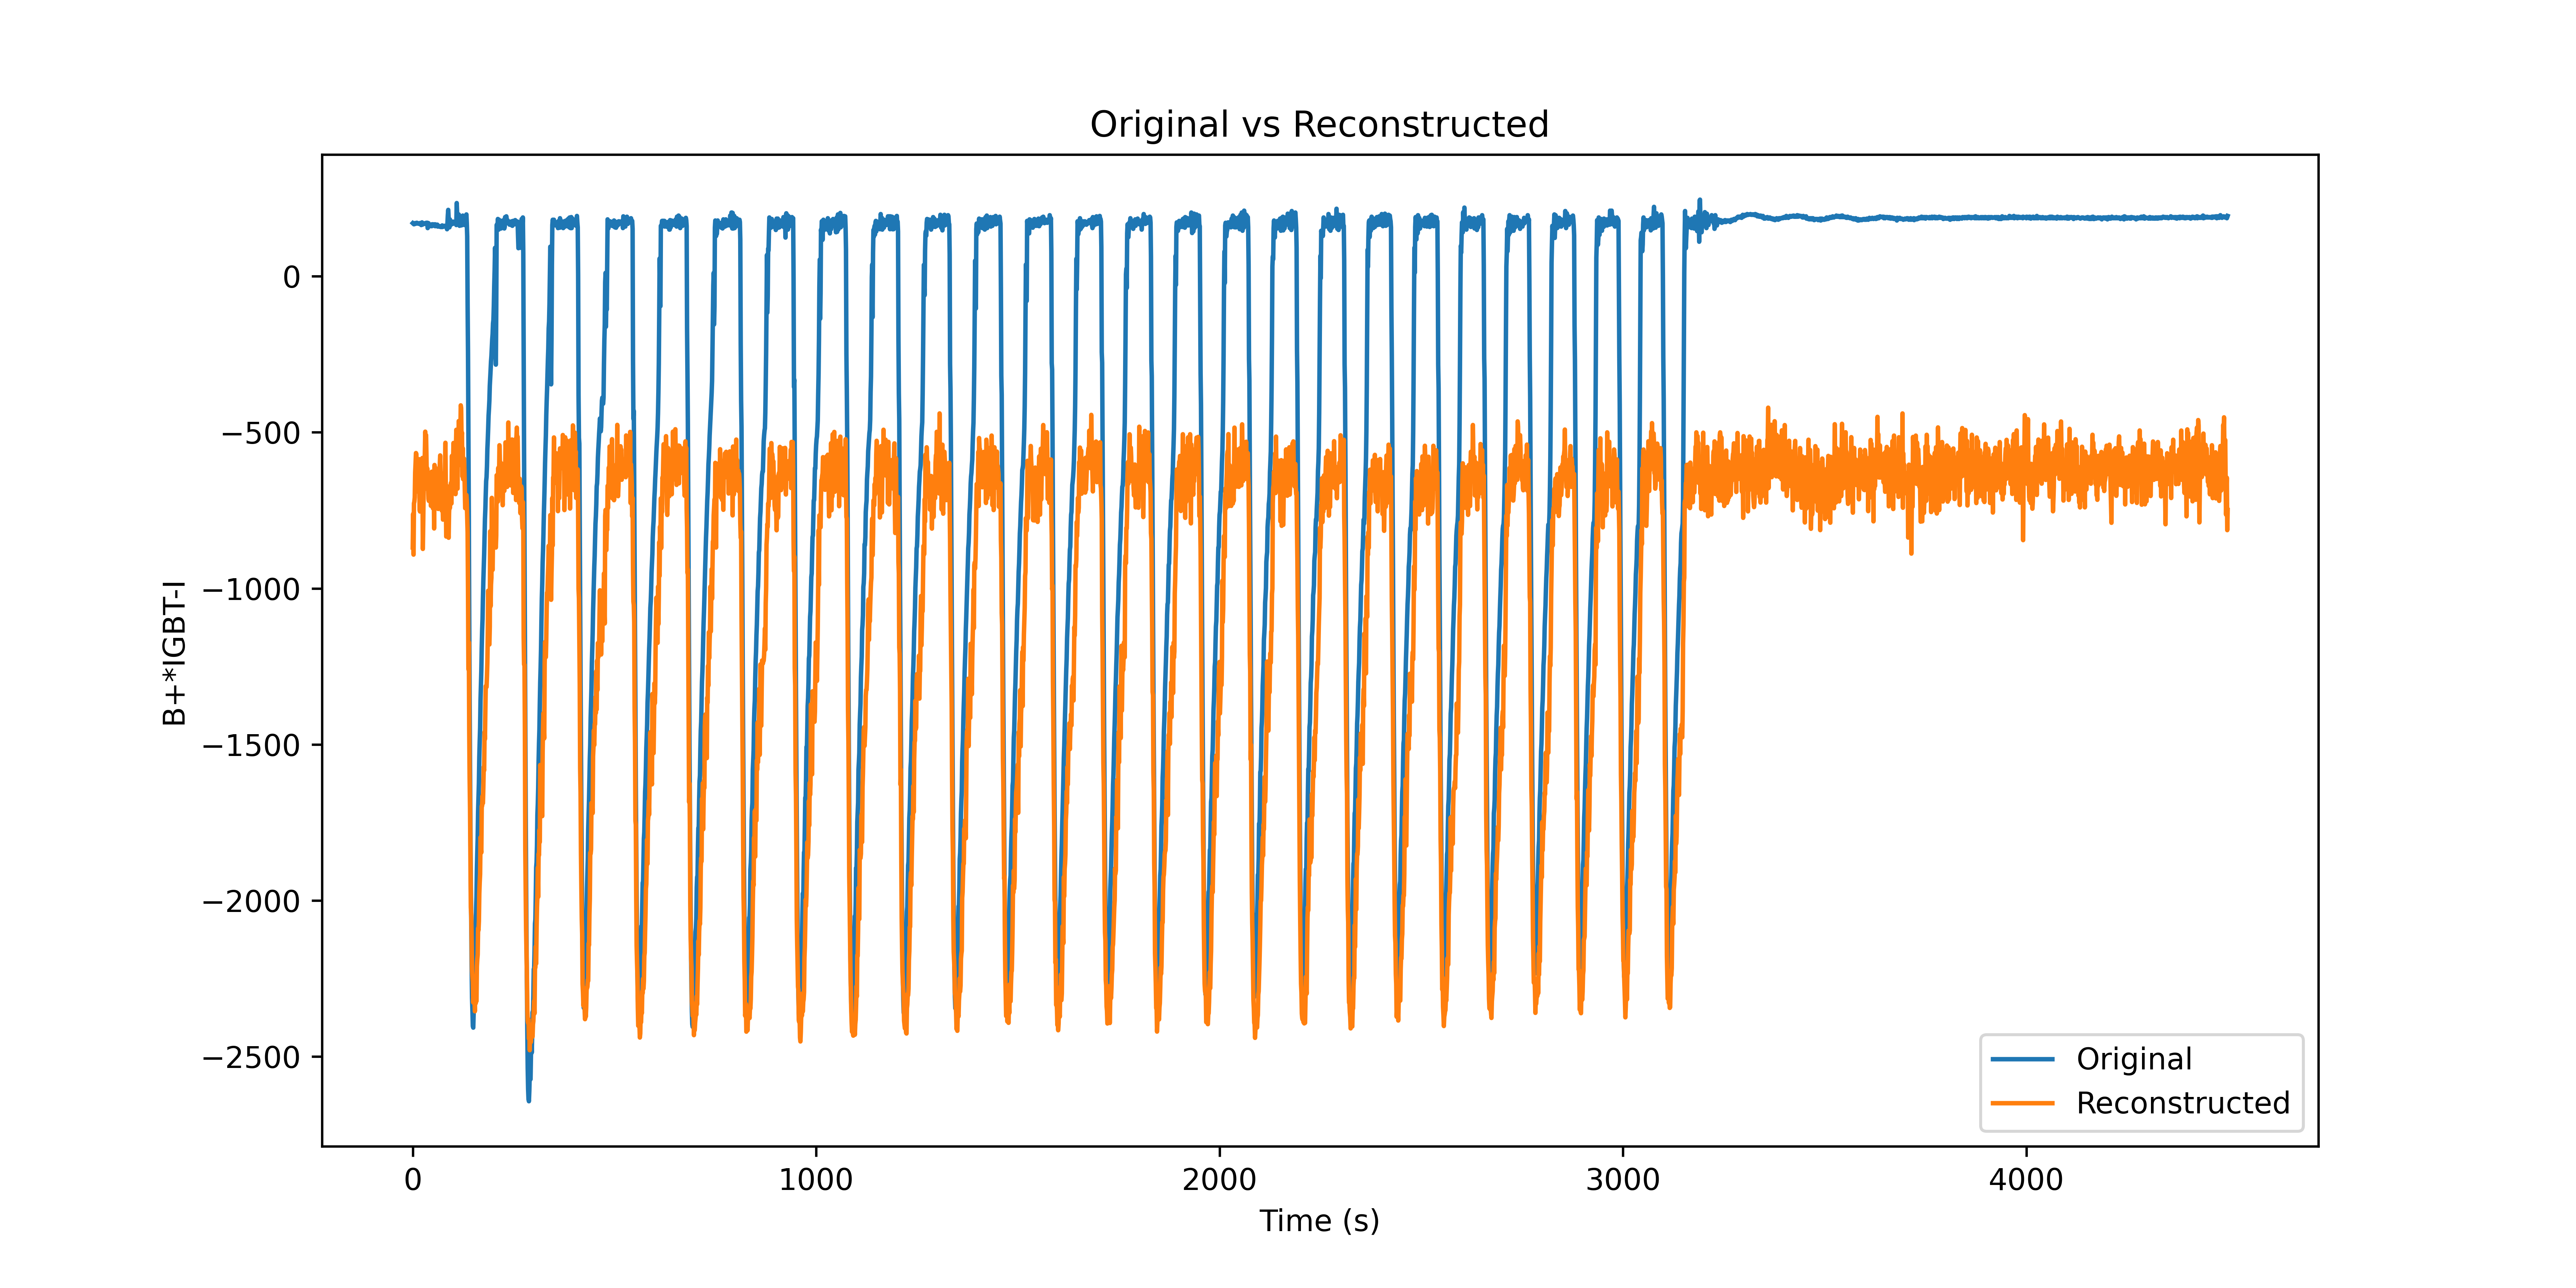 Original vs Reconstructed
B+*IGBT-I
0
−500
−1000
−1500
−2000
−2500
0
1000
2000
3000
4000
Time (s)
Original
Reconstructed